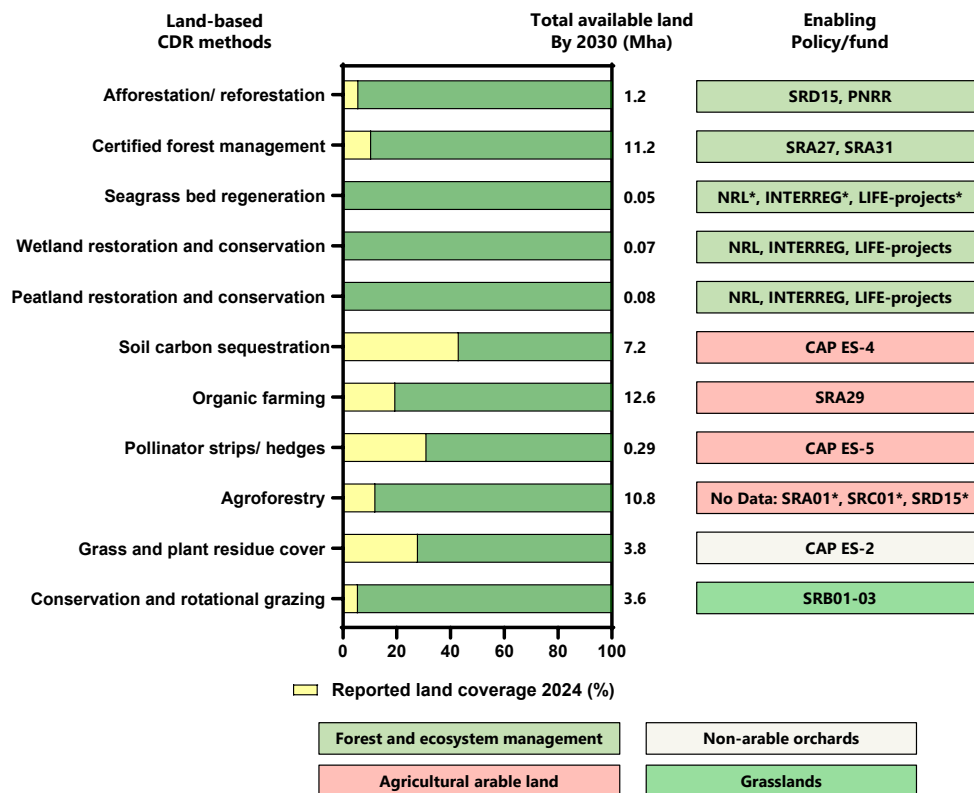 Land-based
CDR methods
Total available land
By 2030 (Mha)
Enabling
Policy/fund
Afforestation/ reforestation
1.2
SRD15, PNRR
Certified forest management
11.2
SRA27, SRA31
Seagrass bed regeneration
0.05
NRL*, INTERREG*, LIFE-projects*
Wetland restoration and conservation
0.07
NRL, INTERREG, LIFE-projects
Peatland restoration and conservation
0.08
NRL, INTERREG, LIFE-projects
Soil carbon sequestration
7.2
CAP ES-4
Organic farming
12.6
SRA29
Pollinator strips/ hedges
0.29
CAP ES-5
Agroforestry
10.8
No Data: SRA01*, SRC01*, SRD15*
Grass and plant residue cover
3.8
CAP ES-2
Conservation and rotational grazing
3.6
SRB01-03
0 20 40 60 80 100
Reported land coverage 2024 (%)
Forest and ecosystem management
Non-arable orchards
Agricultural arable land
Grasslands